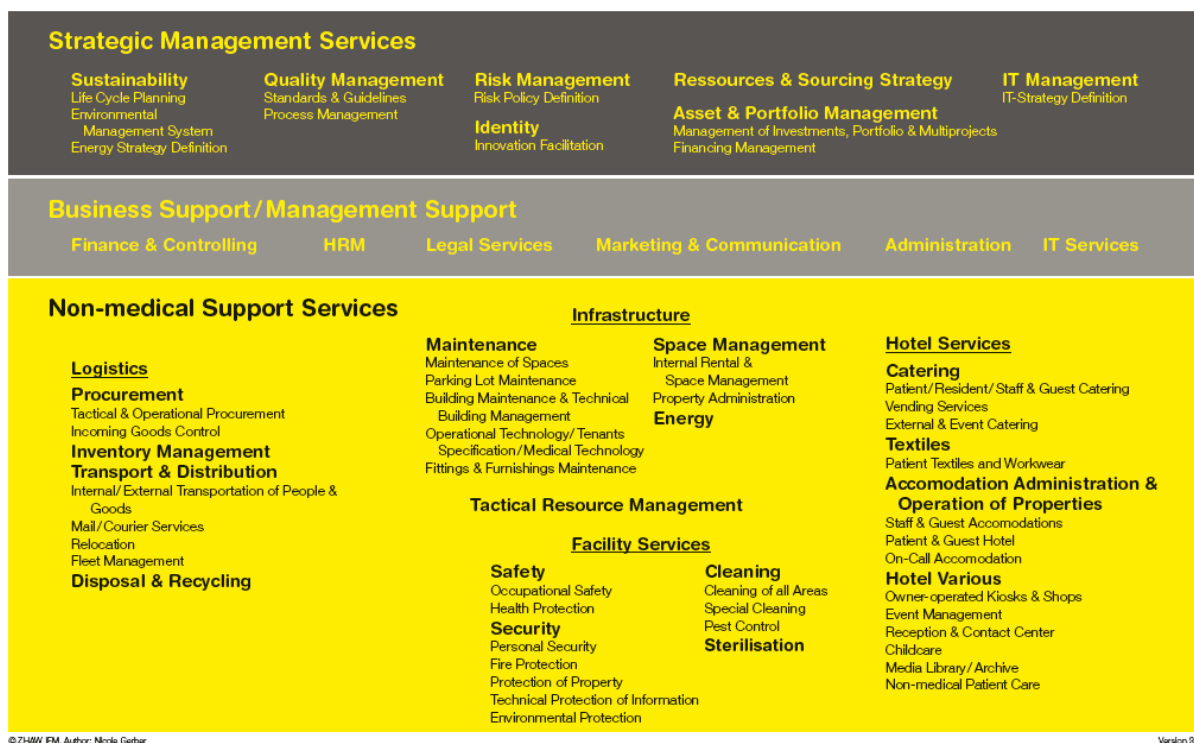 Strategic Management Services
Sustainability
Life Cycle Planning
Environmental
Management System
Energy Strategy Definition
Quality Management
Standards & Guidelines
Process Management
Risk Management
Risk Policy Definition
Identity
Innovation Facilitation
Ressources & Sourcing Strategy
Asset & Portfolio Management
Management of Investments, Portfolio & Multiprojects
Financing Management
IT Management
IT-Strategy Definition
Business Support/Management Support
Finance & Controlling
HRM
Legal Services
Marketing & Communication
Administration
IT Services
Non-medical Support Services
Logistics
Procurement
Tactical & Operational Procurement
Incoming Goods Control
Inventory Management
Transport & Distribution
Internal/External Transportation of People &
Goods
Mail/Courier Services
Relocation
Fleet Management
Disposal & Recycling
Infrastructure
Maintenance
Maintenance of Spaces
Parking Lot Maintenance
Building Maintenance & Technical
Building Management
Operational Technology/Tenants
Specification/Medical Technology
Fittings & Furnishings Maintenance
Space Management
Internal Rental &
Space Management
Property Administration
Energy
Tactical Resource Management
Facility Services
Safety
Occupational Safety
Health Protection
Security
Personal Security
Fire Protection
Protection of Property
Technical Protection of Information
Environmental Protection
Cleaning
Cleaning of all Areas
Special Cleaning
Pest Control
Sterilisation
Hotel Services
Catering
Patient/Resident/Staff & Guest Catering
Vending Services
External & Event Catering
Textiles
Patient Textiles and Workwear
Accomodation Administration &
Operation of Properties
Staff & Guest Accomodations
Patient & Guest Hotel
On-Call Accomodation
Hotel Various
Owner-operated Kiosks & Shops
Event Management
Reception & Contact Center
Childcare
Media Library/Archive
Non-medical Patient Care
© ZHAW IFM, Author: Nicole Gerber
Version 3